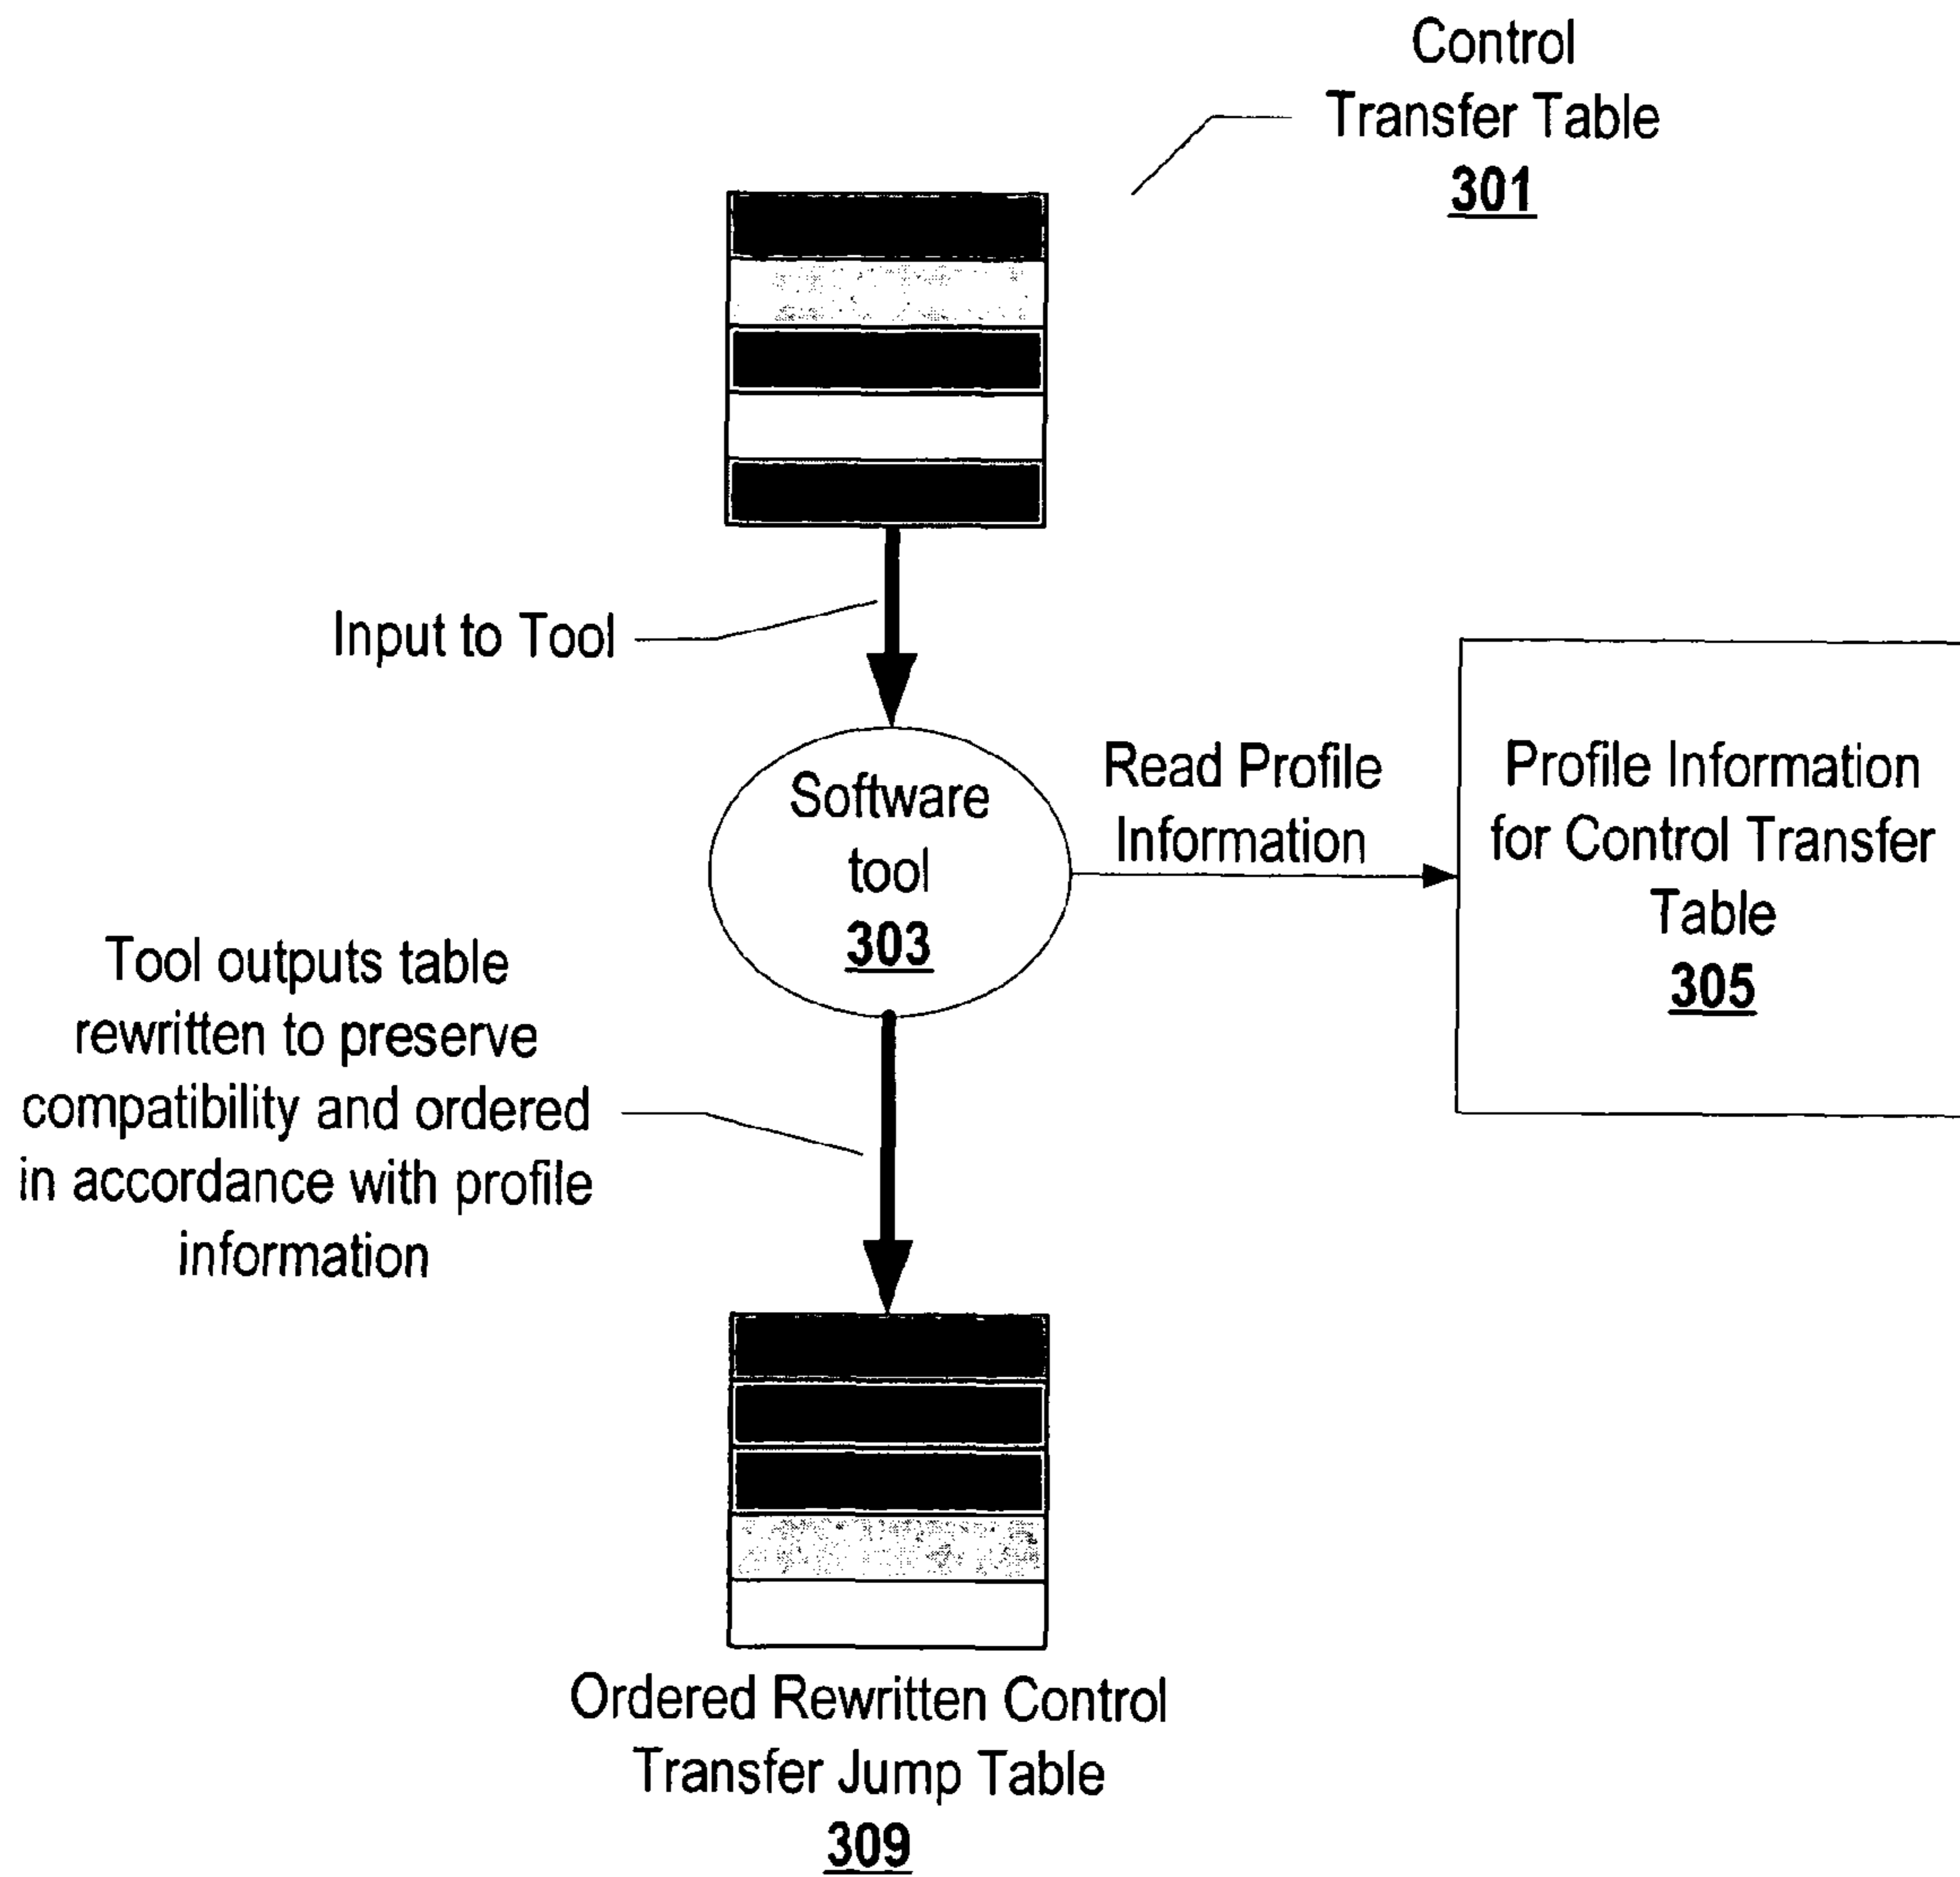 Control
Transfer Table
301
Input to Tool
Software
tool
303
Read Profile
Information
Profile Information
for Control Transfer
Table
305
Tool outputs table
rewritten to preserve
compatibility and ordered
in accordance with profile
information
Ordered Rewritten Control
Transfer Jump Table
309